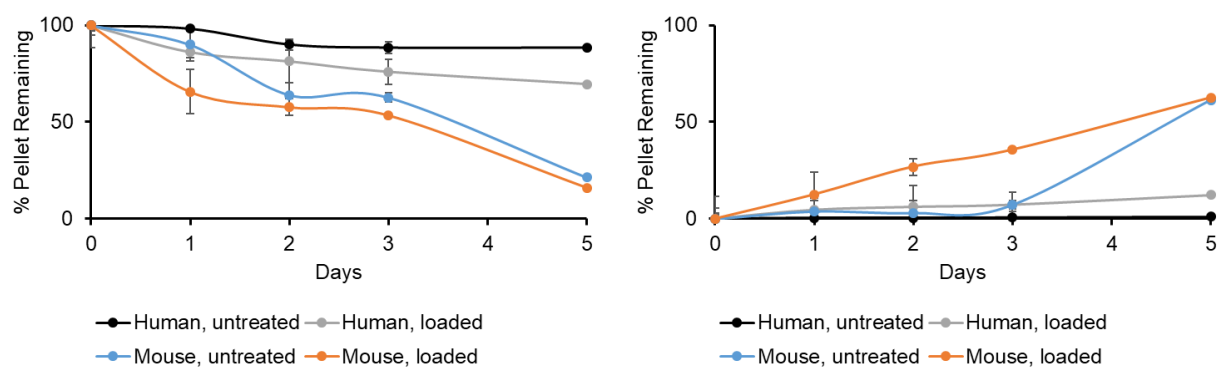 % Pellet Remaining
100
50
0
0 1 2 3 4 5
Days
Human, untreated Human, loaded
Mouse, untreated Mouse, loaded
% Pellet Remaining
100
50
0
0 1 2 3 4 5
Days
Human, untreated Human, loaded
Mouse, untreated Mouse, loaded